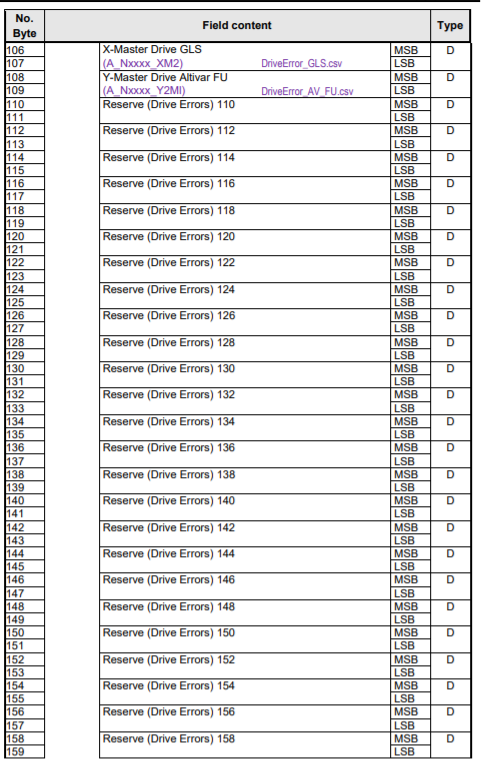 No. Byte Field content Type
106 X-Master Drive GLS MSB D
107 (A_Nxxxx_XM2) DriveError_GLS.csv LSB
108 Y-Master Drive Altivar FU MSB D
109 (A_Nxxxx_Y2MI) DriveError_AV_FU.csv LSB
110 Reserve (Drive Errors) 110 MSB D
111 LSB
112 Reserve (Drive Errors) 112 MSB D
113 LSB
114 Reserve (Drive Errors) 114 MSB D
115 LSB
116 Reserve (Drive Errors) 116 MSB D
117 LSB
118 Reserve (Drive Errors) 118 MSB D
119 LSB
120 Reserve (Drive Errors) 120 MSB D
121 LSB
122 Reserve (Drive Errors) 122 MSB D
123 LSB
124 Reserve (Drive Errors) 124 MSB D
125 LSB
126 Reserve (Drive Errors) 126 MSB D
127 LSB
128 Reserve (Drive Errors) 128 MSB D
129 LSB
130 Reserve (Drive Errors) 130 MSB D
131 LSB
132 Reserve (Drive Errors) 132 MSB D
133 LSB
134 Reserve (Drive Errors) 134 MSB D
135 LSB
136 Reserve (Drive Errors) 136 MSB D
137 LSB
138 Reserve (Drive Errors) 138 MSB D
139 LSB
140 Reserve (Drive Errors) 140 MSB D
141 LSB
142 Reserve (Drive Errors) 142 MSB D
143 LSB
144 Reserve (Drive Errors) 144 MSB D
145 LSB
146 Reserve (Drive Errors) 146 MSB D
147 LSB
148 Reserve (Drive Errors) 148 MSB D
149 LSB
150 Reserve (Drive Errors) 150 MSB D
151 LSB
152 Reserve (Drive Errors) 152 MSB D
153 LSB
154 Reserve (Drive Errors) 154 MSB D
155 LSB
156 Reserve (Drive Errors) 156 MSB D
157 LSB
158 Reserve (Drive Errors) 158 MSB D
159 LSB